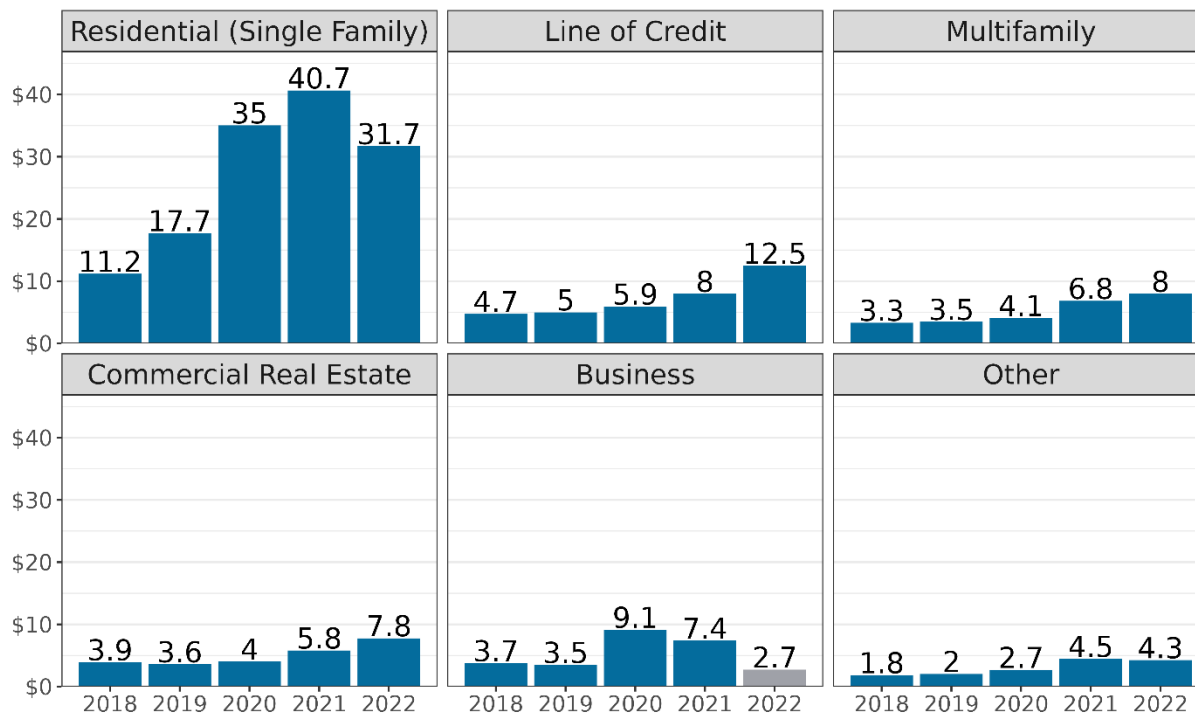 Residential (Single Family) Line of Credit Multifamily
$40
$30
$20
$10
$0
11.2 17.7 35 40.7 31.7
4.7 5 5.9 8 12.5
3.3 3.5 4.1 6.8 8
Commercial Real Estate Business Other
$40
$30
$20
$10
$0
3.9 3.6 4 5.8 7.8
3.7 3.5 9.1 7.4 2.7
1.8 2 2.7 4.5 4.3
2018 2019 2020 2021 2022 2018 2019 2020 2021 2022 2018 2019 2020 2021 2022